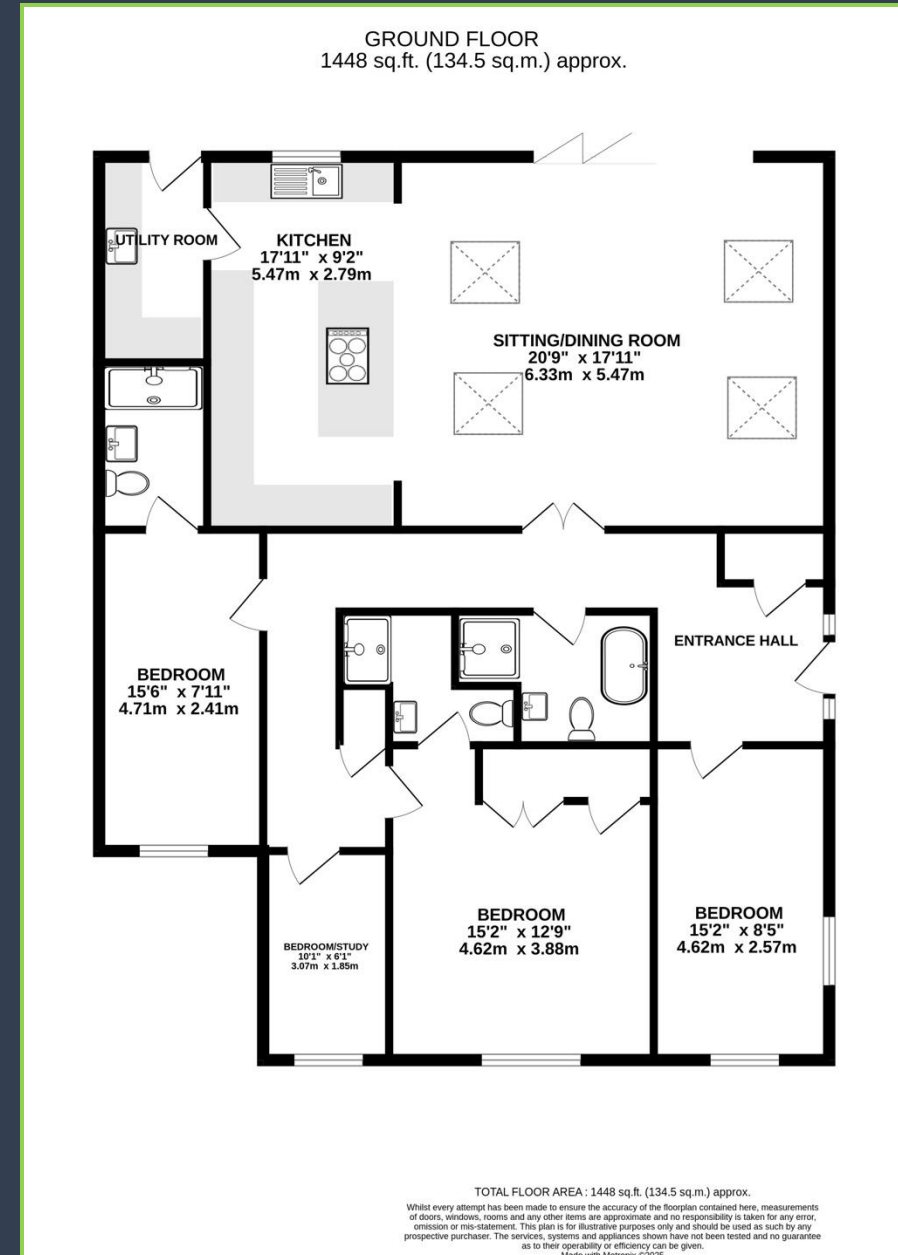 GROUND FLOOR
1448 sq.ft. (134.5 sq.m.) approx.
UTILITY ROOM
KITCHEN
17'11" x 9'2"
5.47m x 2.79m
SITTING/DINING ROOM
20'9" x 17'11"
6.33m x 5.47m
ENTRANCE HALL
BEDROOM
15'6" x 7'11"
4.71m x 2.41m
BEDROOM/STUDY
10'1" x 6'1"
3.07m x 1.85m
BEDROOM
15'2" x 12'9"
4.62m x 3.88m
BEDROOM
15'2" x 8'5"
4.62m x 2.57m
TOTAL FLOOR AREA : 1448 sq.ft. (134.5 sq.m.) approx.
Whilst every attempt has been made to ensure the accuracy of the floorplan contained here, measurements
of doors, windows, rooms and any other items are approximate and no responsibility is taken for any error,
omission or mis-statement. This plan is for illustrative purposes only and should be used as such by any
prospective purchaser. The services, systems and appliances shown have not been tested and no guarantee
as to their operability or efficiency can be given.
Made with Metropix ©2025